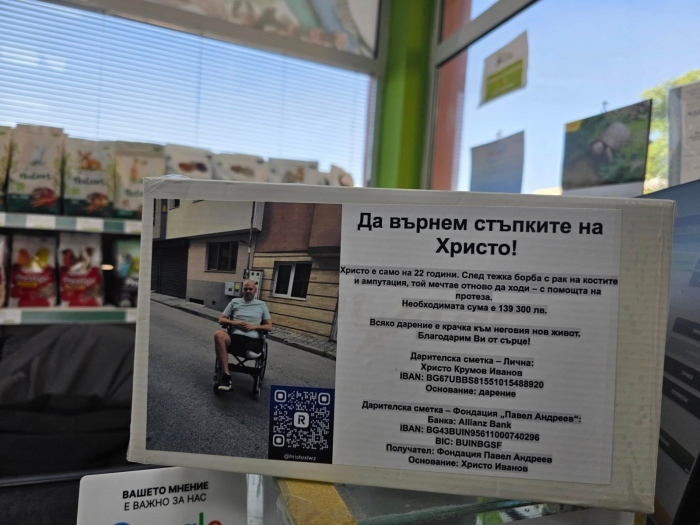 Да върнем стъпките на
Христо!
Христо е само на 22 години. След тежка борба с рак на костите
и ампутация, той мечтае отново да ходи – с помощта на
протеза.
Необходимата сума е 139 300 лв.
Всяко дарение е крачка към неговия нов живот.
Благодарим Ви от сърце!
Дарителска сметка – Лична:
Христо Крумов Иванов
IBAN: BG67UBBS81551015488920
Основание: дарение
Дарителска сметка – Фондация „Павел Андреев“:
Банка: Allianz Bank
IBAN: BG43BUIN95611000740296
BIC: BUINBGSF
Получател: Фондация Павел Андреев
Основание: Христо Иванов
R
ВАШЕТО МНЕНИЕ
Е ВАЖНО ЗА НАС
Google